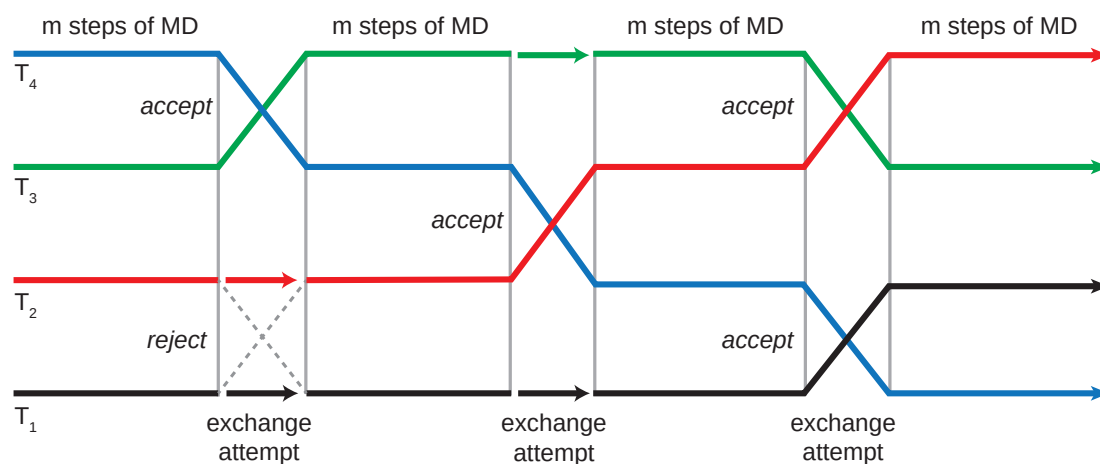 m steps of MD
m steps of MD
m steps of MD
m steps of MD
T4
accept
accept
T3
accept
T2
reject
accept
T1
exchange
attempt
exchange
attempt
exchange
attempt